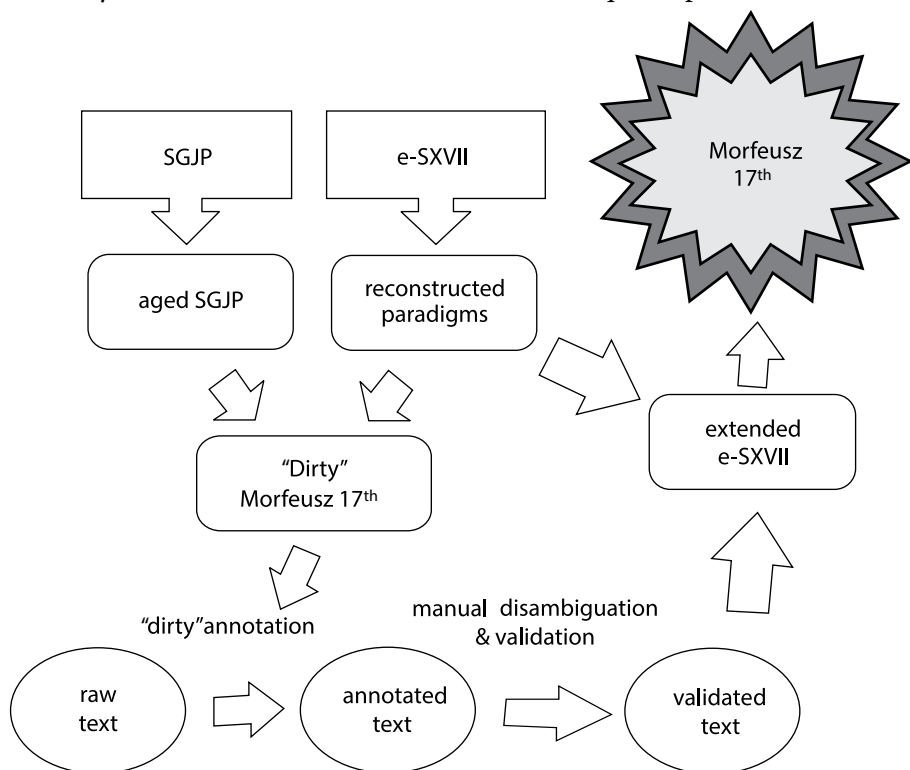 SGJP
e-SXVII
Morfeusz
17th
aged SGJP
reconstructed
paradigms
extended
e-SXVII
“Dirty”
Morfeusz 17th
“dirty”annotation
manual disambiguation
& validation
raw
text
annotated
text
validated
text